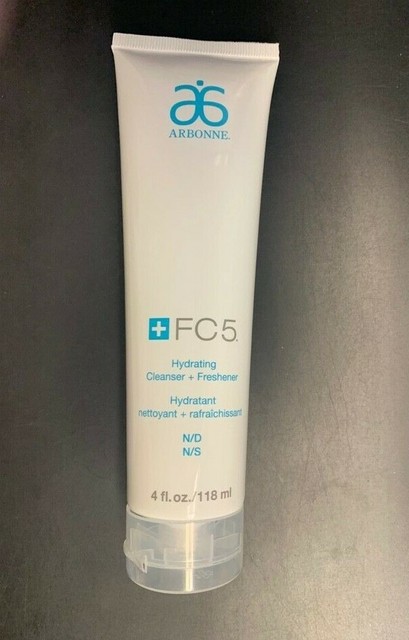 ARBONNE.
FC5.
Hydrating
Cleanser + Freshener
Hydratant
nettoyant + rafraîchissant
N/D
N/S
4 fl. oz./118 ml